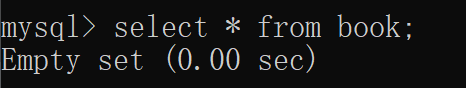 mysql> select * from book;
Empty set (0.00 sec)